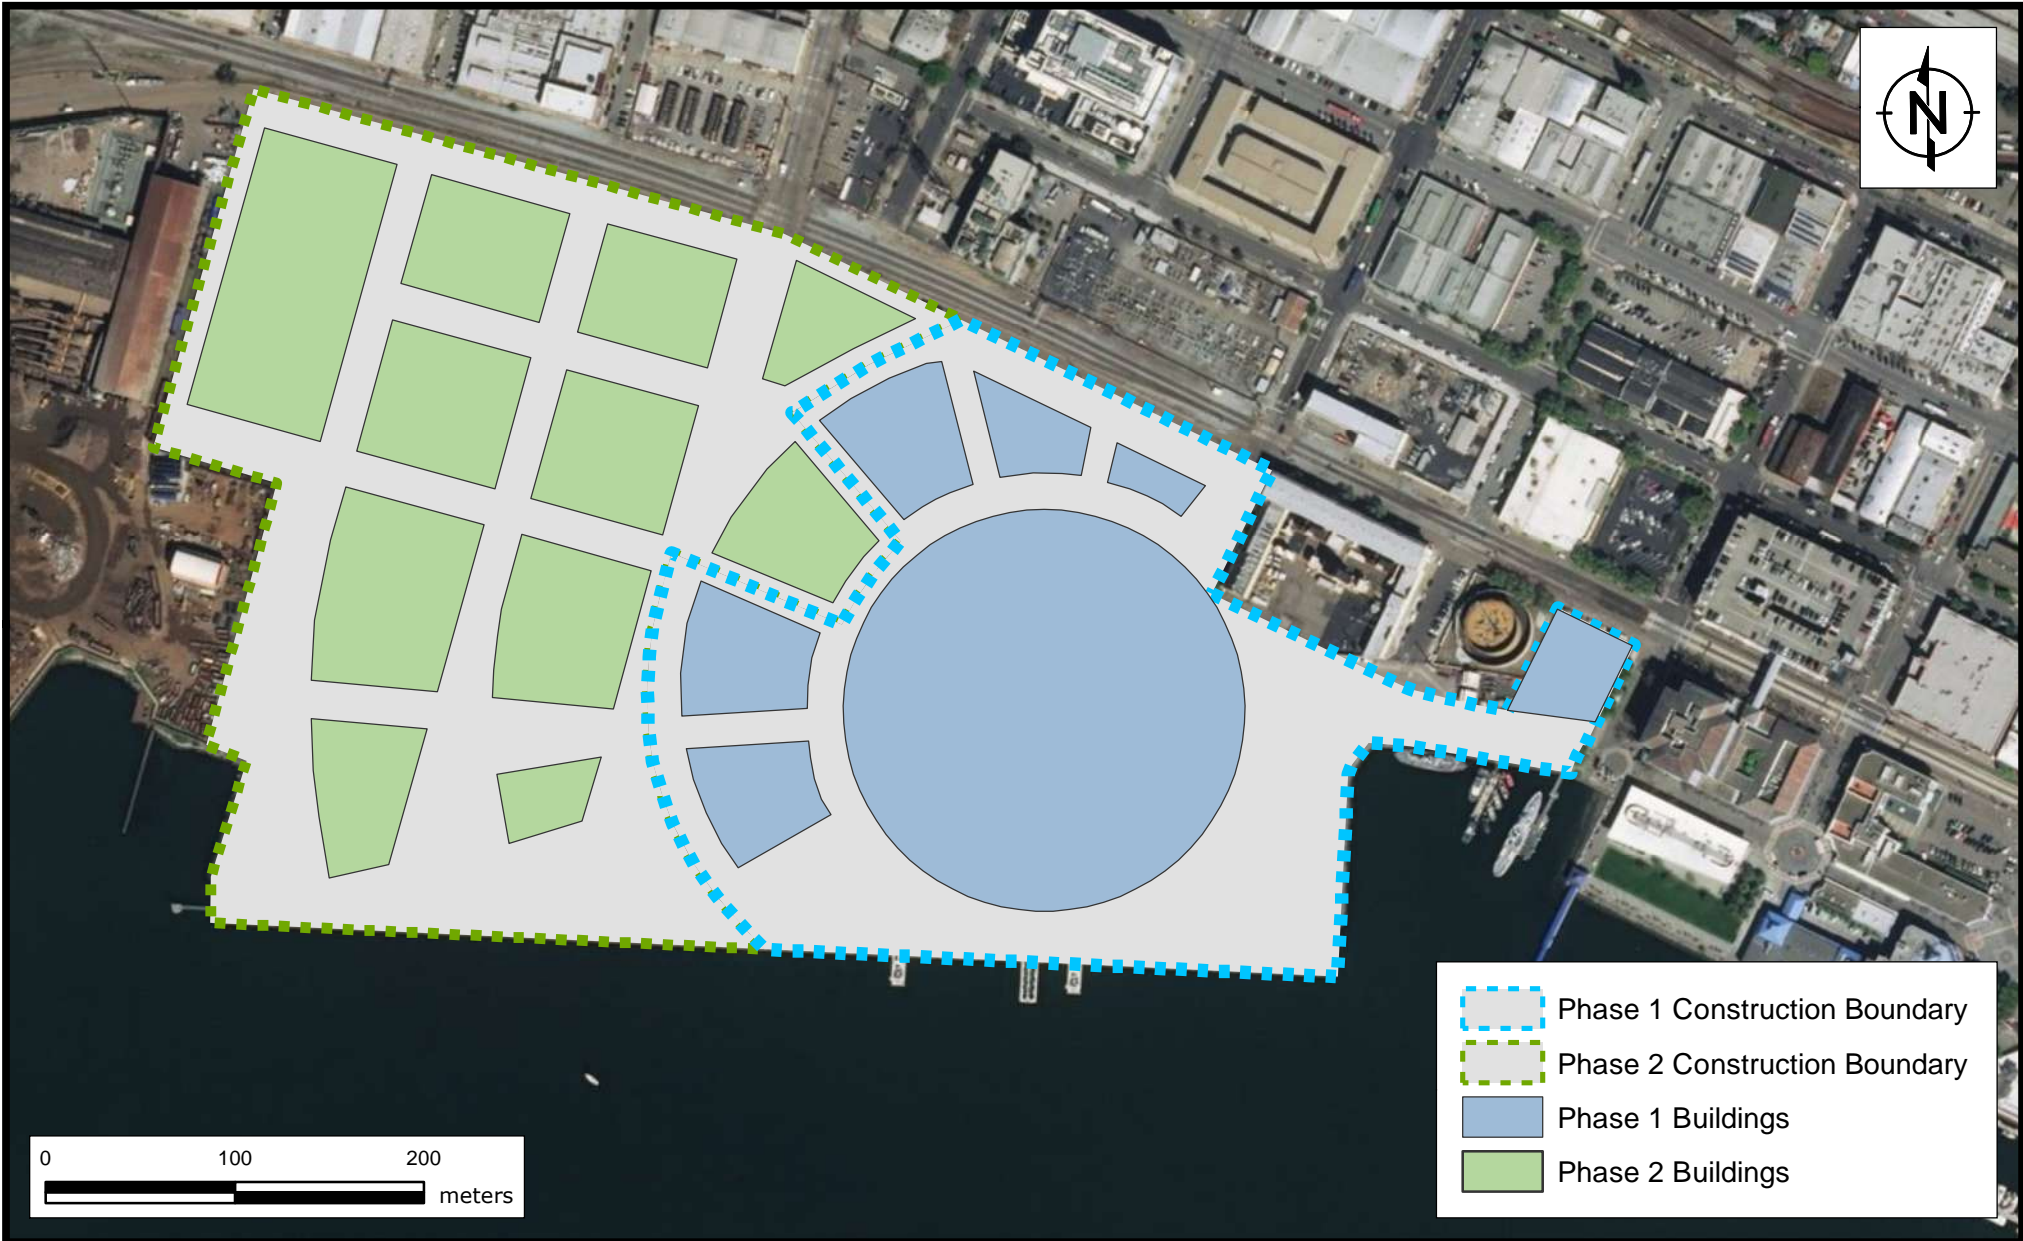 N
Phase 1 Construction Boundary
Phase 2 Construction Boundary
Phase 1 Buildings
Phase 2 Buildings
0 100 200
meters